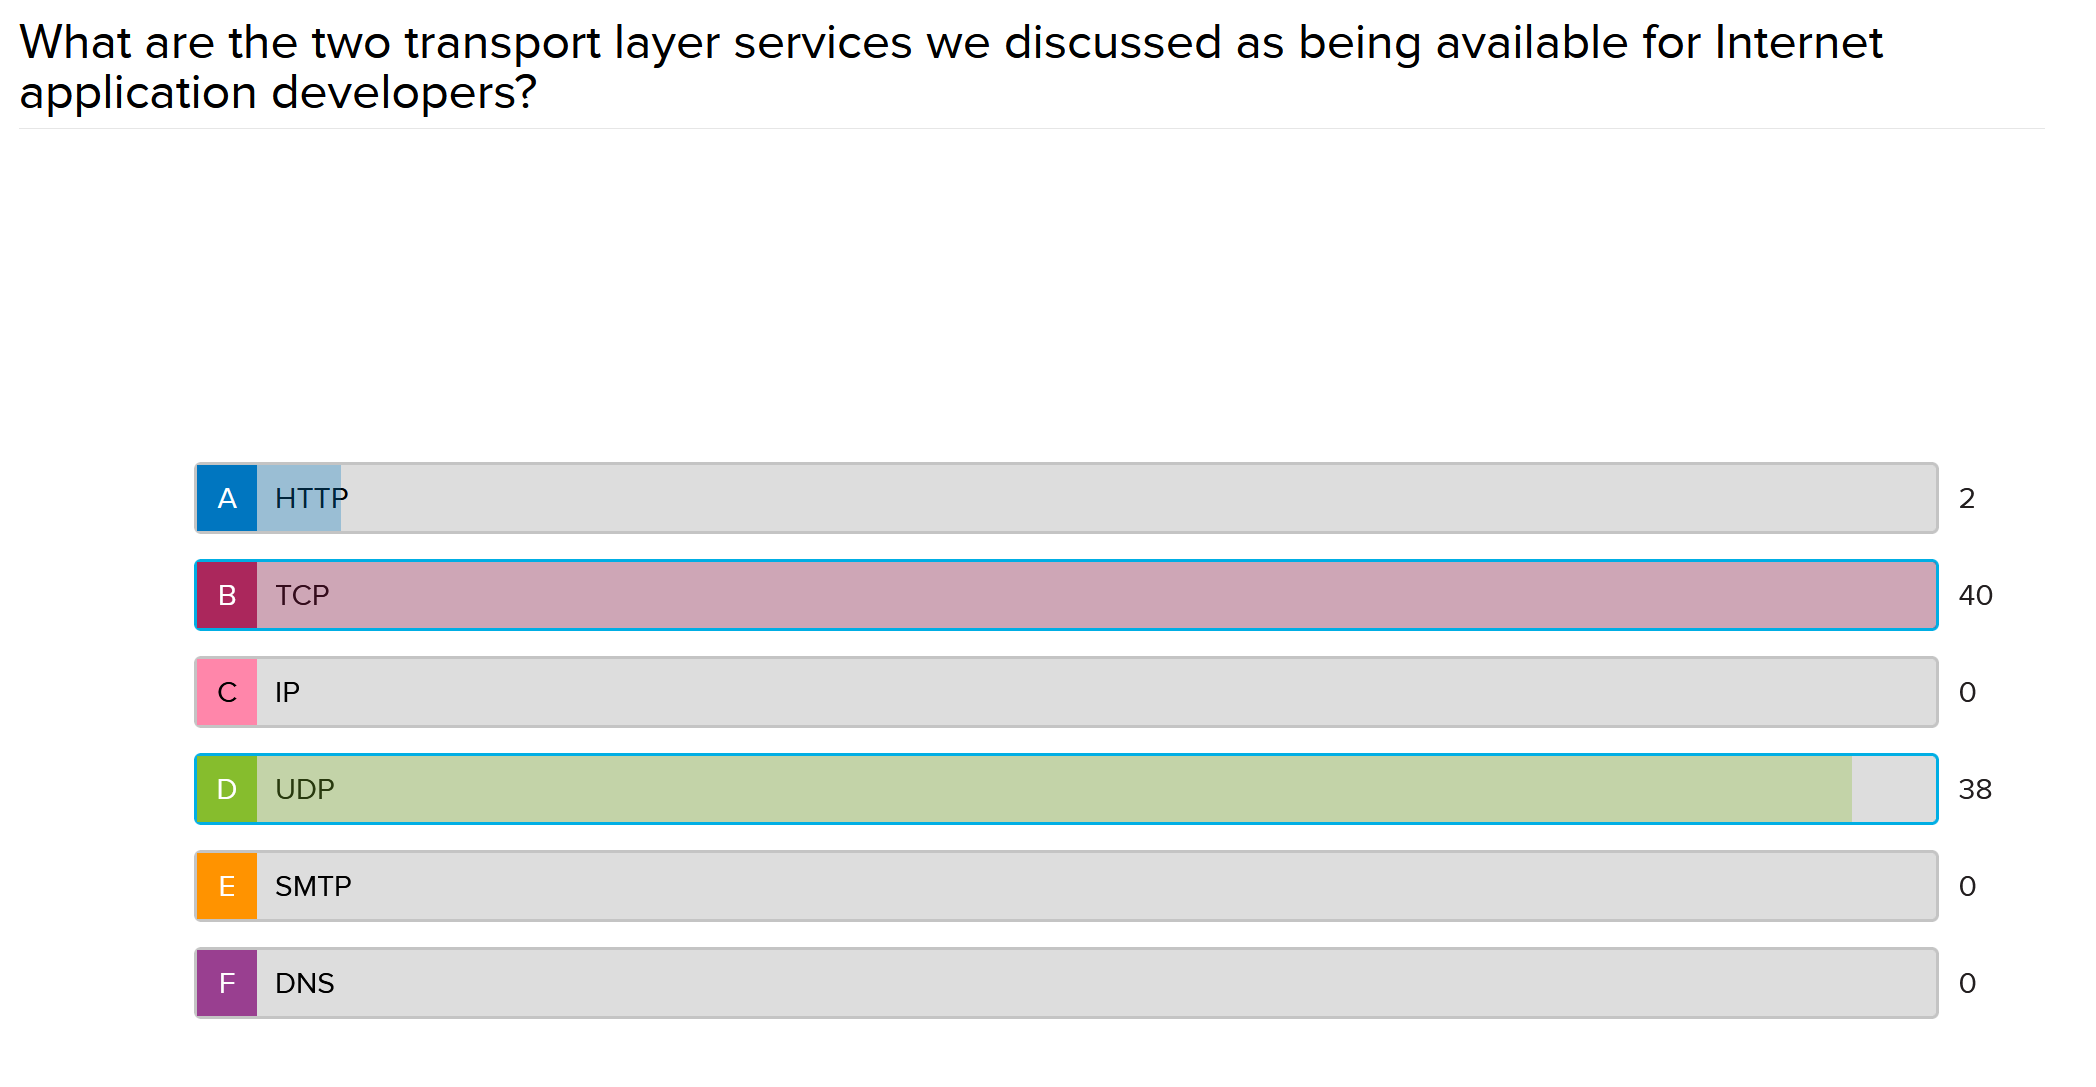 What are the two transport layer services we discussed as being available for Internet
application developers?
A HTTP 2
B TCP 40
C IP 0
D UDP 38
E SMTP 0
F DNS 0